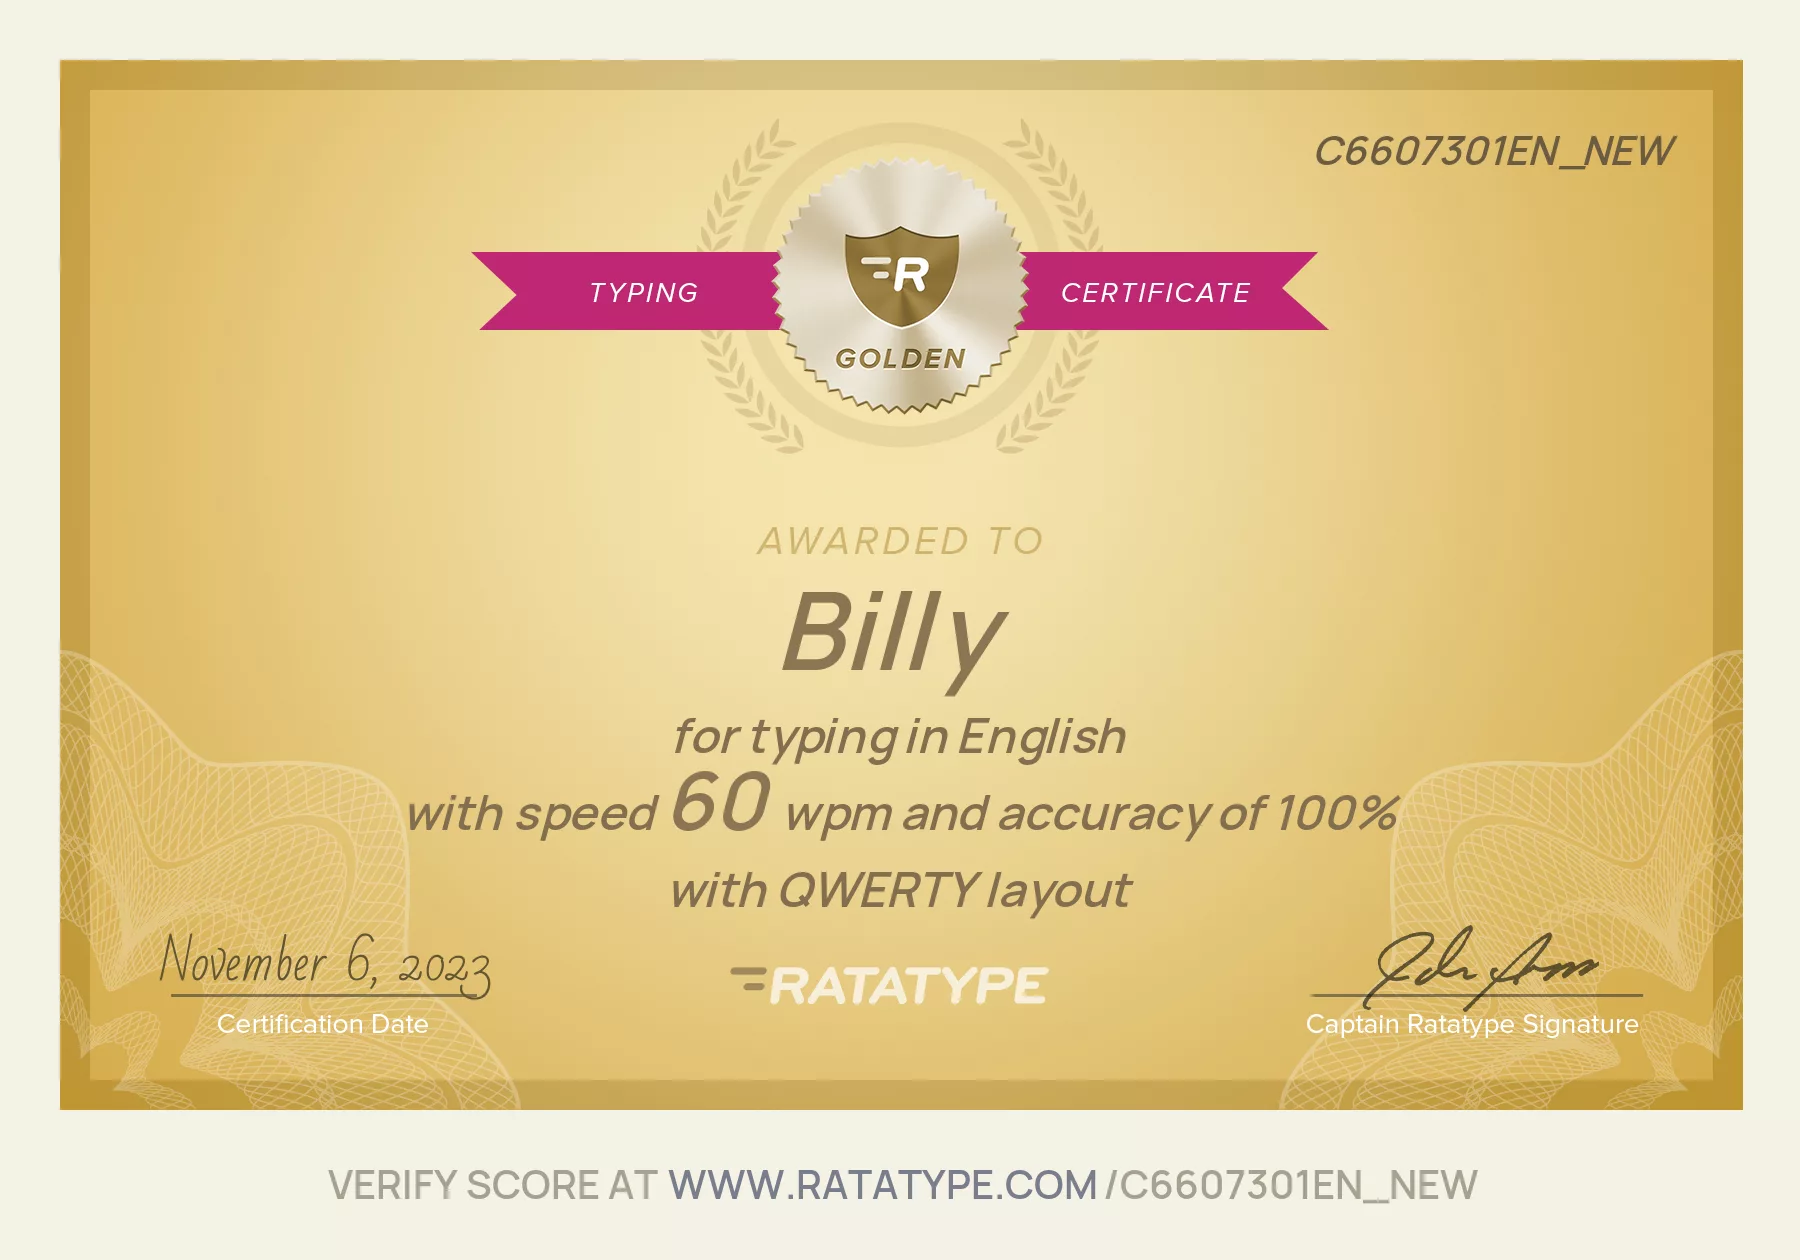 C6607301EN_NEW
TYPING
CERTIFICATE
R
GOLDEN
AWARDED TO
Billy
for typing in English
with speed 60 wpm and accuracy of 100%
with QWERTY layout
November 6, 2023
RATATYPE
Certification Date
Captain Ratatype Signature
VERIFY SCORE AT WWW.RATATYPE.COM/C6607301EN_NEW